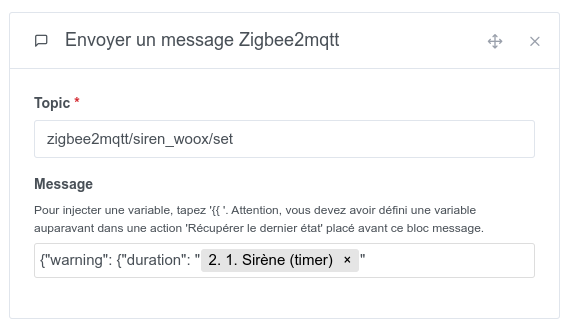 Envoyer un message Zigbee2mqtt
Topic *
zigbee2mqtt/siren_woox/set
Message
Pour injecter une variable, tapez '{{ '. Attention, vous devez avoir défini une variable
auparavant dans une action 'Récupérer le dernier état' placé avant ce bloc message.
{"warning": {"duration": " 2. 1. Sirène (timer) × "